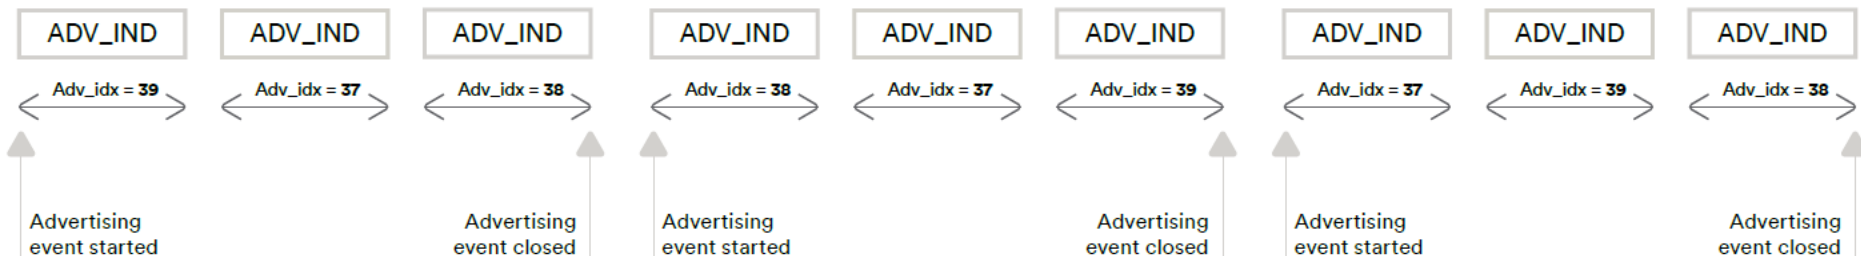 ADV_IND ADV_IND ADV_IND ADV_IND ADV_IND ADV_IND ADV_IND ADV_IND ADV_IND
Adv_idx = 39 Adv_idx = 37 Adv_idx = 38 Adv_idx = 38 Adv_idx = 37 Adv_idx = 39 Adv_idx = 37 Adv_idx = 39 Adv_idx = 38
Advertising
event started
Advertising
event closed
Advertising
event started
Advertising
event closed
Advertising
event started
Advertising
event closed